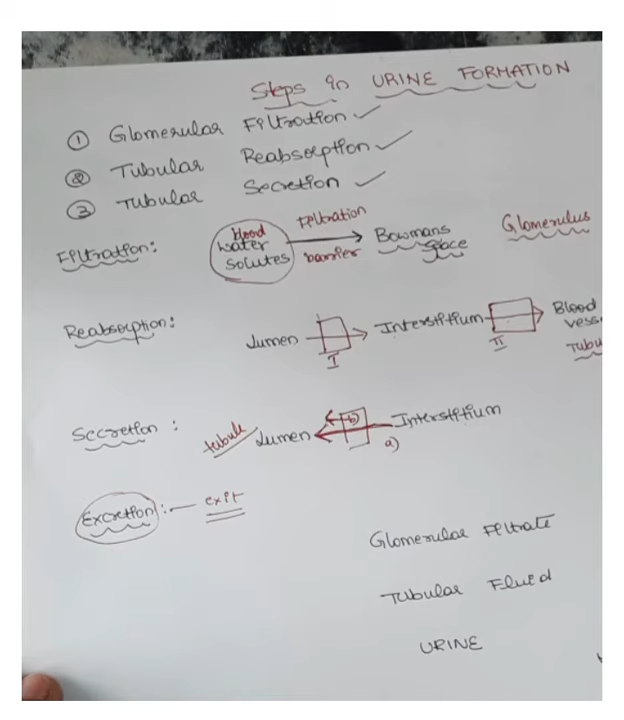 Steps in URINE FORMATION
① Glomerular Filtration ✓
② Tubular Reabsorption ✓
③ Tubular Secretion ✓
Filtration: blood water solutes Filtration barrier Bowmans space Glomerulus
Reabsorption: Lumen I Interstitium II Blood vess
Tubu
Secretion: tubule Lumen b) a) Interstitium
Excretion :- exit
Glomerular Filtrate
Tubular Fluid
URINE